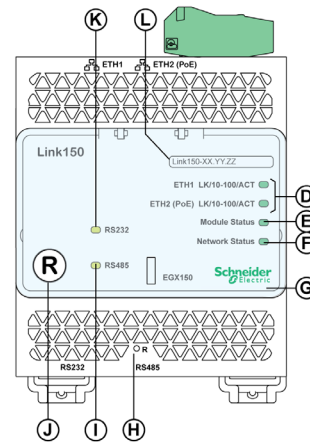 K
L
ETH1
ETH2 (PoE)
Link150
Link150-XX.YY.ZZ
ETH1 LK/10-100/ACT
D
ETH2 (PoE) LK/10-100/ACT
Module Status
E
RS232
Network Status
F
R
RS485
EGX150
Schneider
Electric
G
R
RS232
RS485
J
I
H